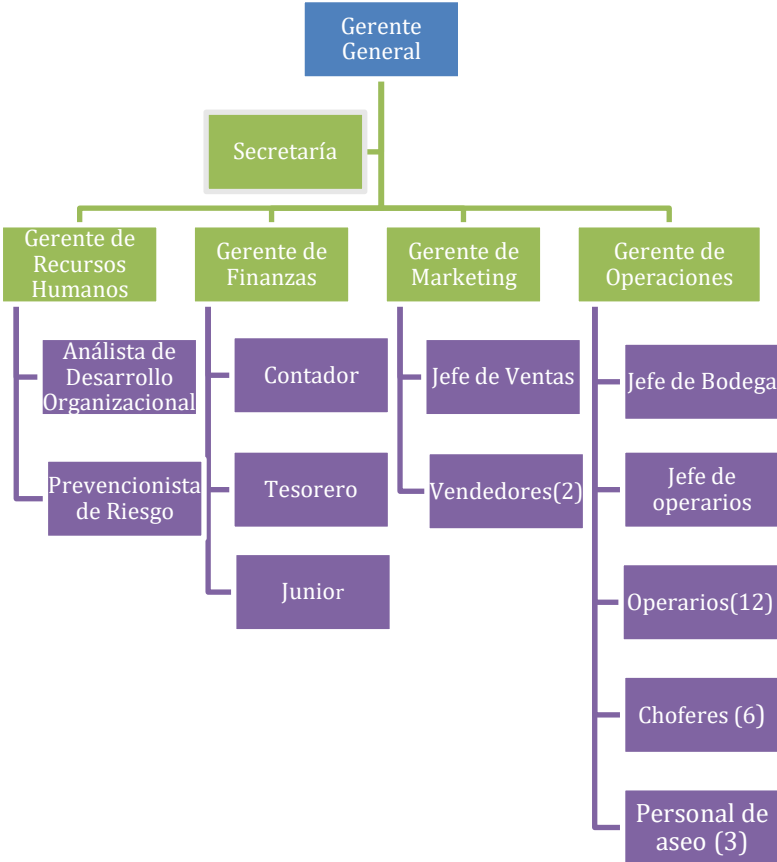 Gerente
General
Secretaría
Gerente de
Recursos
Humanos
Gerente de
Finanzas
Gerente de
Marketing
Gerente de
Operaciones
Análista de
Desarrollo
Organizacional
Prevencionista
de Riesgo
Contador
Tesorero
Junior
Jefe de Ventas
Vendedores(2)
Jefe de Bodega
Jefe de
operarios
Operarios(12)
Choferes (6)
Personal de
aseo (3)